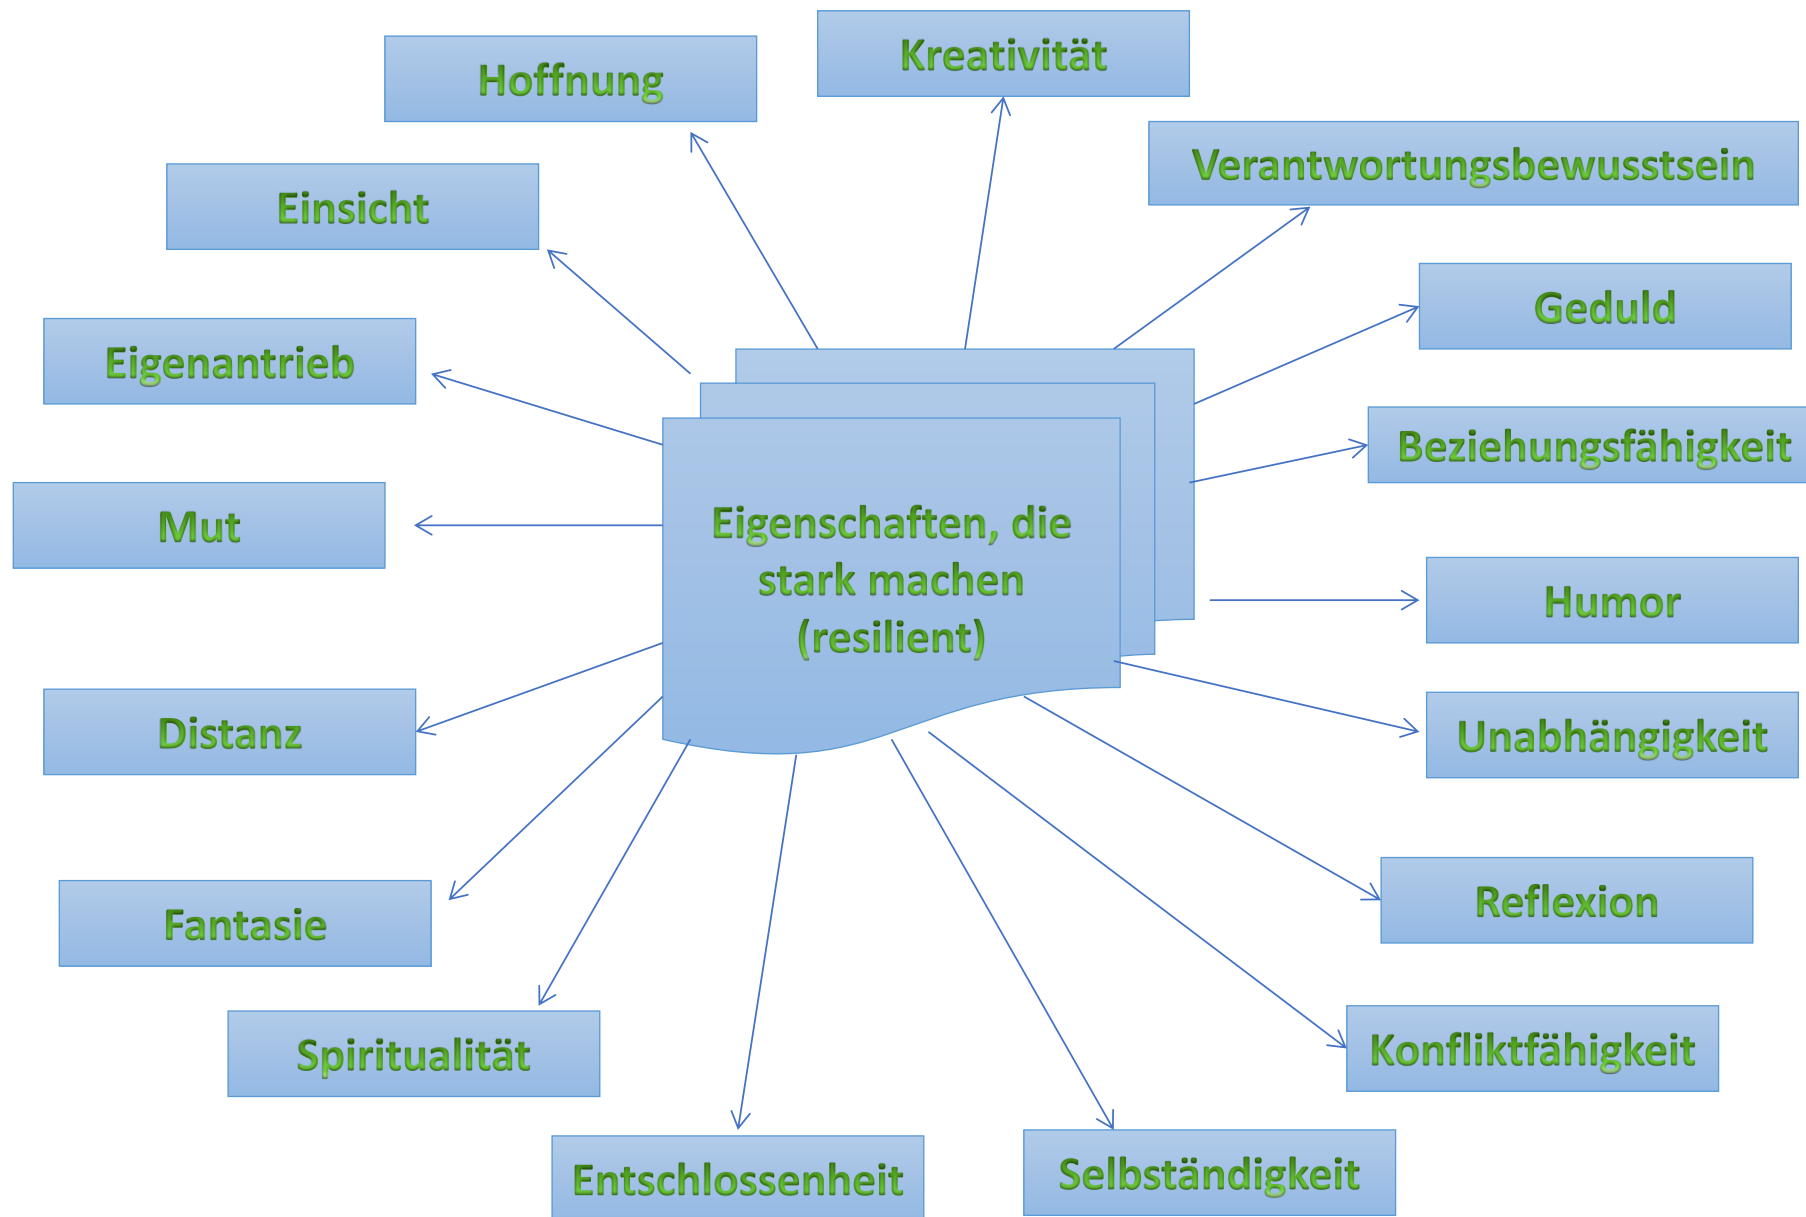 Kreativität
Hoffnung
Verantwortungsbewusstsein
Einsicht
Geduld
Eigenantrieb
Beziehungsfähigkeit
Mut
Eigenschaften, die
stark machen
(resilient)
Humor
Distanz
Unabhängigkeit
Fantasie
Reflexion
Spiritualität
Konfliktfähigkeit
Entschlossenheit
Selbständigkeit